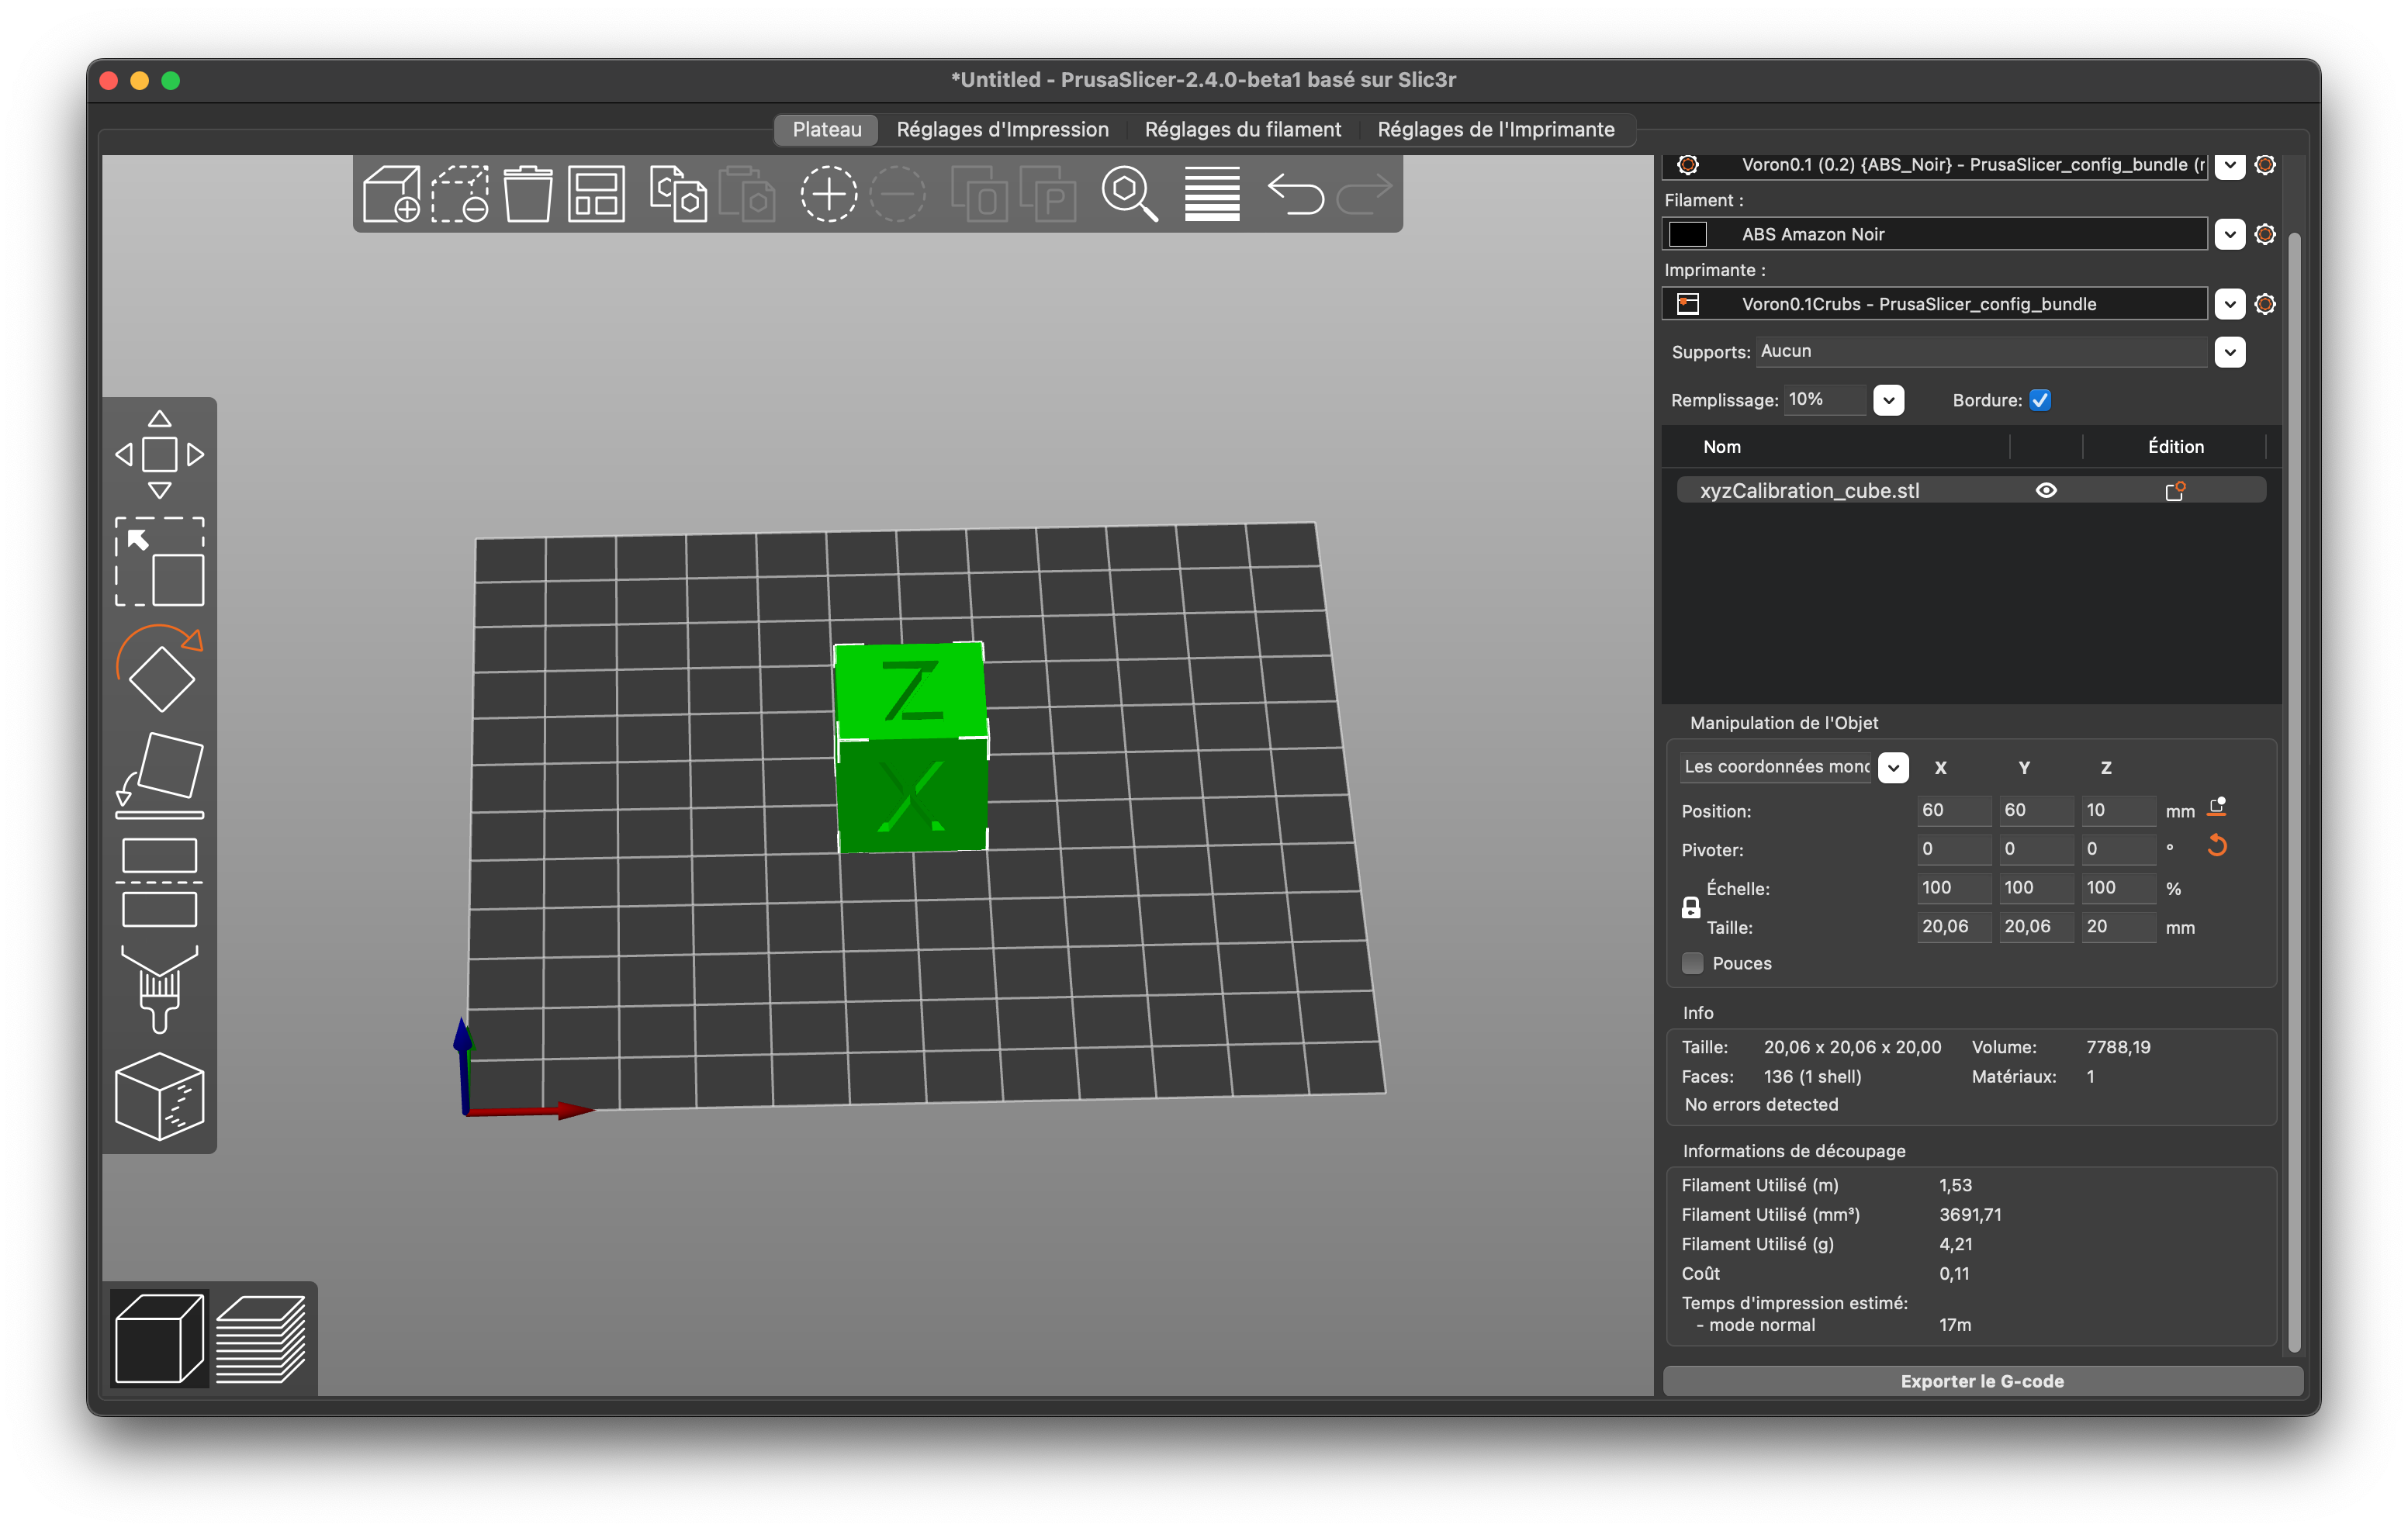 *Untitled - PrusaSlicer-2.4.0-beta1 basé sur Slic3r
Plateau Réglages d'Impression Réglages du filament Réglages de l'Imprimante
Voron0.1 (0.2) {ABS_Noir} - PrusaSlicer_config_bundle (r
Filament :
ABS Amazon Noir
Imprimante :
Voron0.1Crubs - PrusaSlicer_config_bundle
Supports: Aucun
Remplissage: 10% Bordure:
Nom Édition
xyzCalibration_cube.stl
Z
X
Manipulation de l'Objet
Les coordonnées mond X Y Z
Position: 60 60 10 mm
Pivoter: 0 0 0 °
Échelle: 100 100 100 %
Taille: 20,06 20,06 20 mm
Pouces
Info
Taille: 20,06 x 20,06 x 20,00 Volume: 7788,19
Faces: 136 (1 shell) Matériaux: 1
No errors detected
Informations de découpage
Filament Utilisé (m) 1,53
Filament Utilisé (mm³) 3691,71
Filament Utilisé (g) 4,21
Coût 0,11
Temps d'impression estimé:
- mode normal 17m
Exporter le G-code